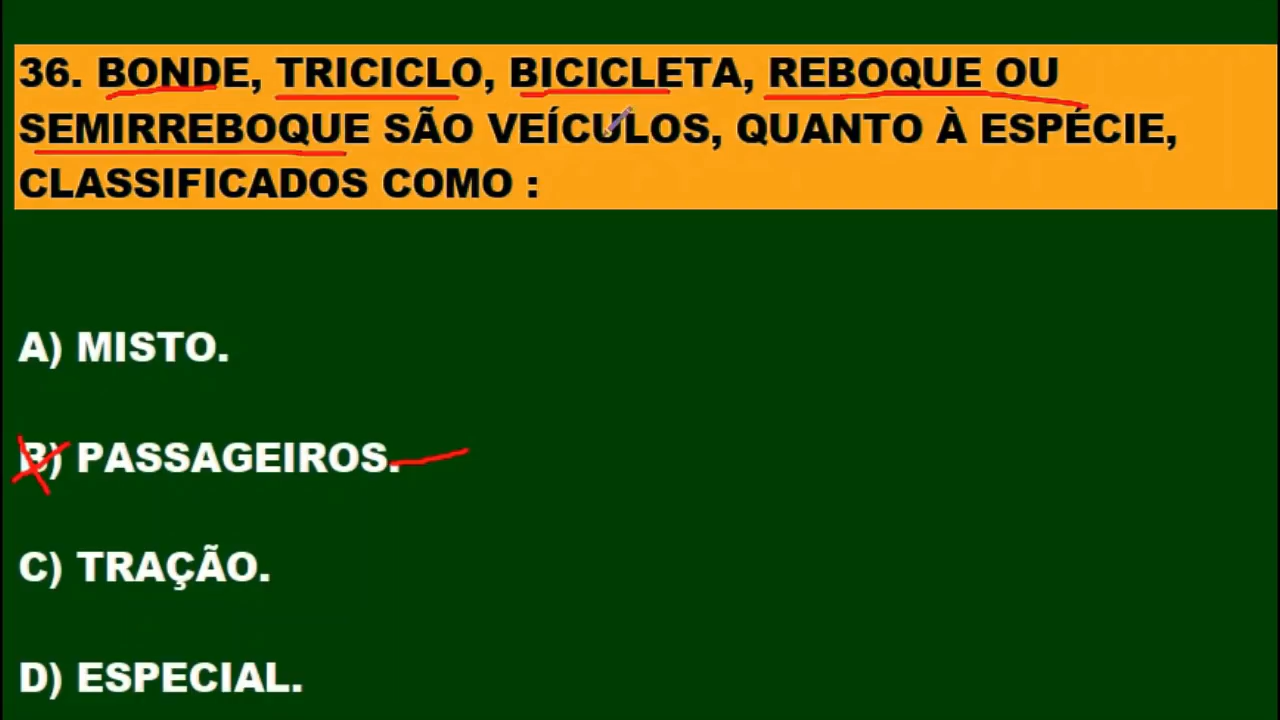 36. BONDE, TRICICLO, BICICLETA, REBOQUE OU
SEMIRREBOQUE SÃO VEÍCULOS, QUANTO À ESPÉCIE,
CLASSIFICADOS COMO :
A) MISTO.
B) PASSAGEIROS.
C) TRAÇÃO.
D) ESPECIAL.